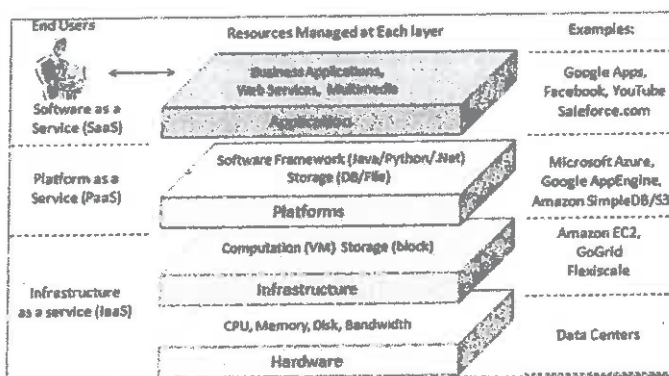 End Users
Resources Managed at Each layer
Examples:
Business Applications,
Web Services, Multimedia
Application
Software as a
Service (SaaS)
Google Apps,
Facebook, YouTube
Saleforce.com
Platform as a
Service (PaaS)
Software Framework (Java/Python/.Net)
Storage (DB/File)
Platforms
Microsoft Azure,
Google AppEngine,
Amazon SimpleDB/S3
Infrastructure
as a service (IaaS)
Computation (VM) Storage (block)
Infrastructure
Amazon EC2,
GoGrid
Flexiscale
CPU, Memory, Disk, Bandwidth
Hardware
Data Centers